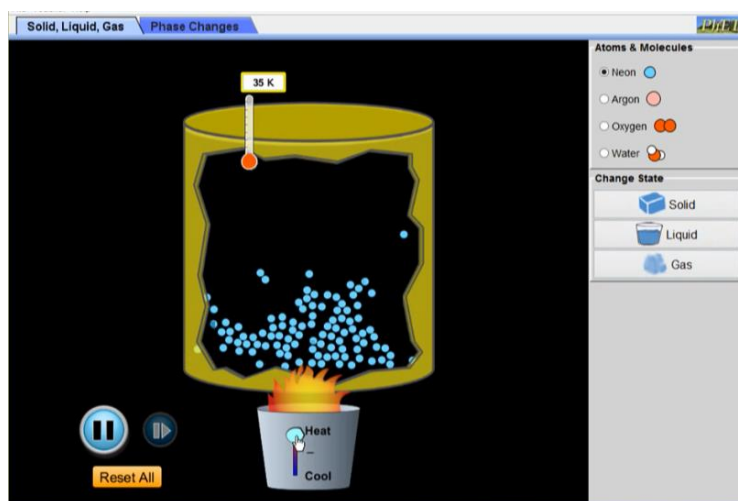 Solid, Liquid, Gas
Phase Changes
PhET
35 K
Atoms & Molecules
Neon
Argon
Oxygen
Water
Change State
Solid
Liquid
Gas
Heat
Cool
Reset All